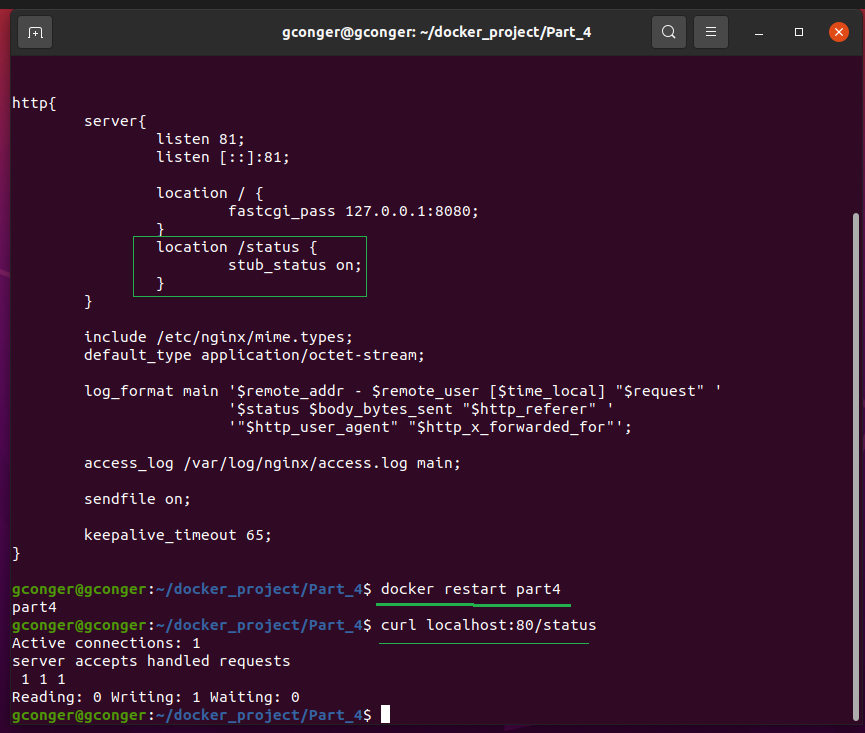 gconger@gconger: ~/docker_project/Part_4
http{
        server{
                listen 81;
                listen [::]:81;
                location / {
                        fastcgi_pass 127.0.0.1:8080;
                }
                location /status {
                        stub_status on;
                }
        }
        include /etc/nginx/mime.types;
        default_type application/octet-stream;
        log_format main '$remote_addr - $remote_user [$time_local] "$request" '
                        '$status $body_bytes_sent "$http_referer" '
                        '"$http_user_agent" "$http_x_forwarded_for"';
        access_log /var/log/nginx/access.log main;
        sendfile on;
        keepalive_timeout 65;
}
gconger@gconger:~/docker_project/Part_4$ docker restart part4
part4
gconger@gconger:~/docker_project/Part_4$ curl localhost:80/status
Active connections: 1
server accepts handled requests
 1 1 1
Reading: 0 Writing: 1 Waiting: 0
gconger@gconger:~/docker_project/Part_4$